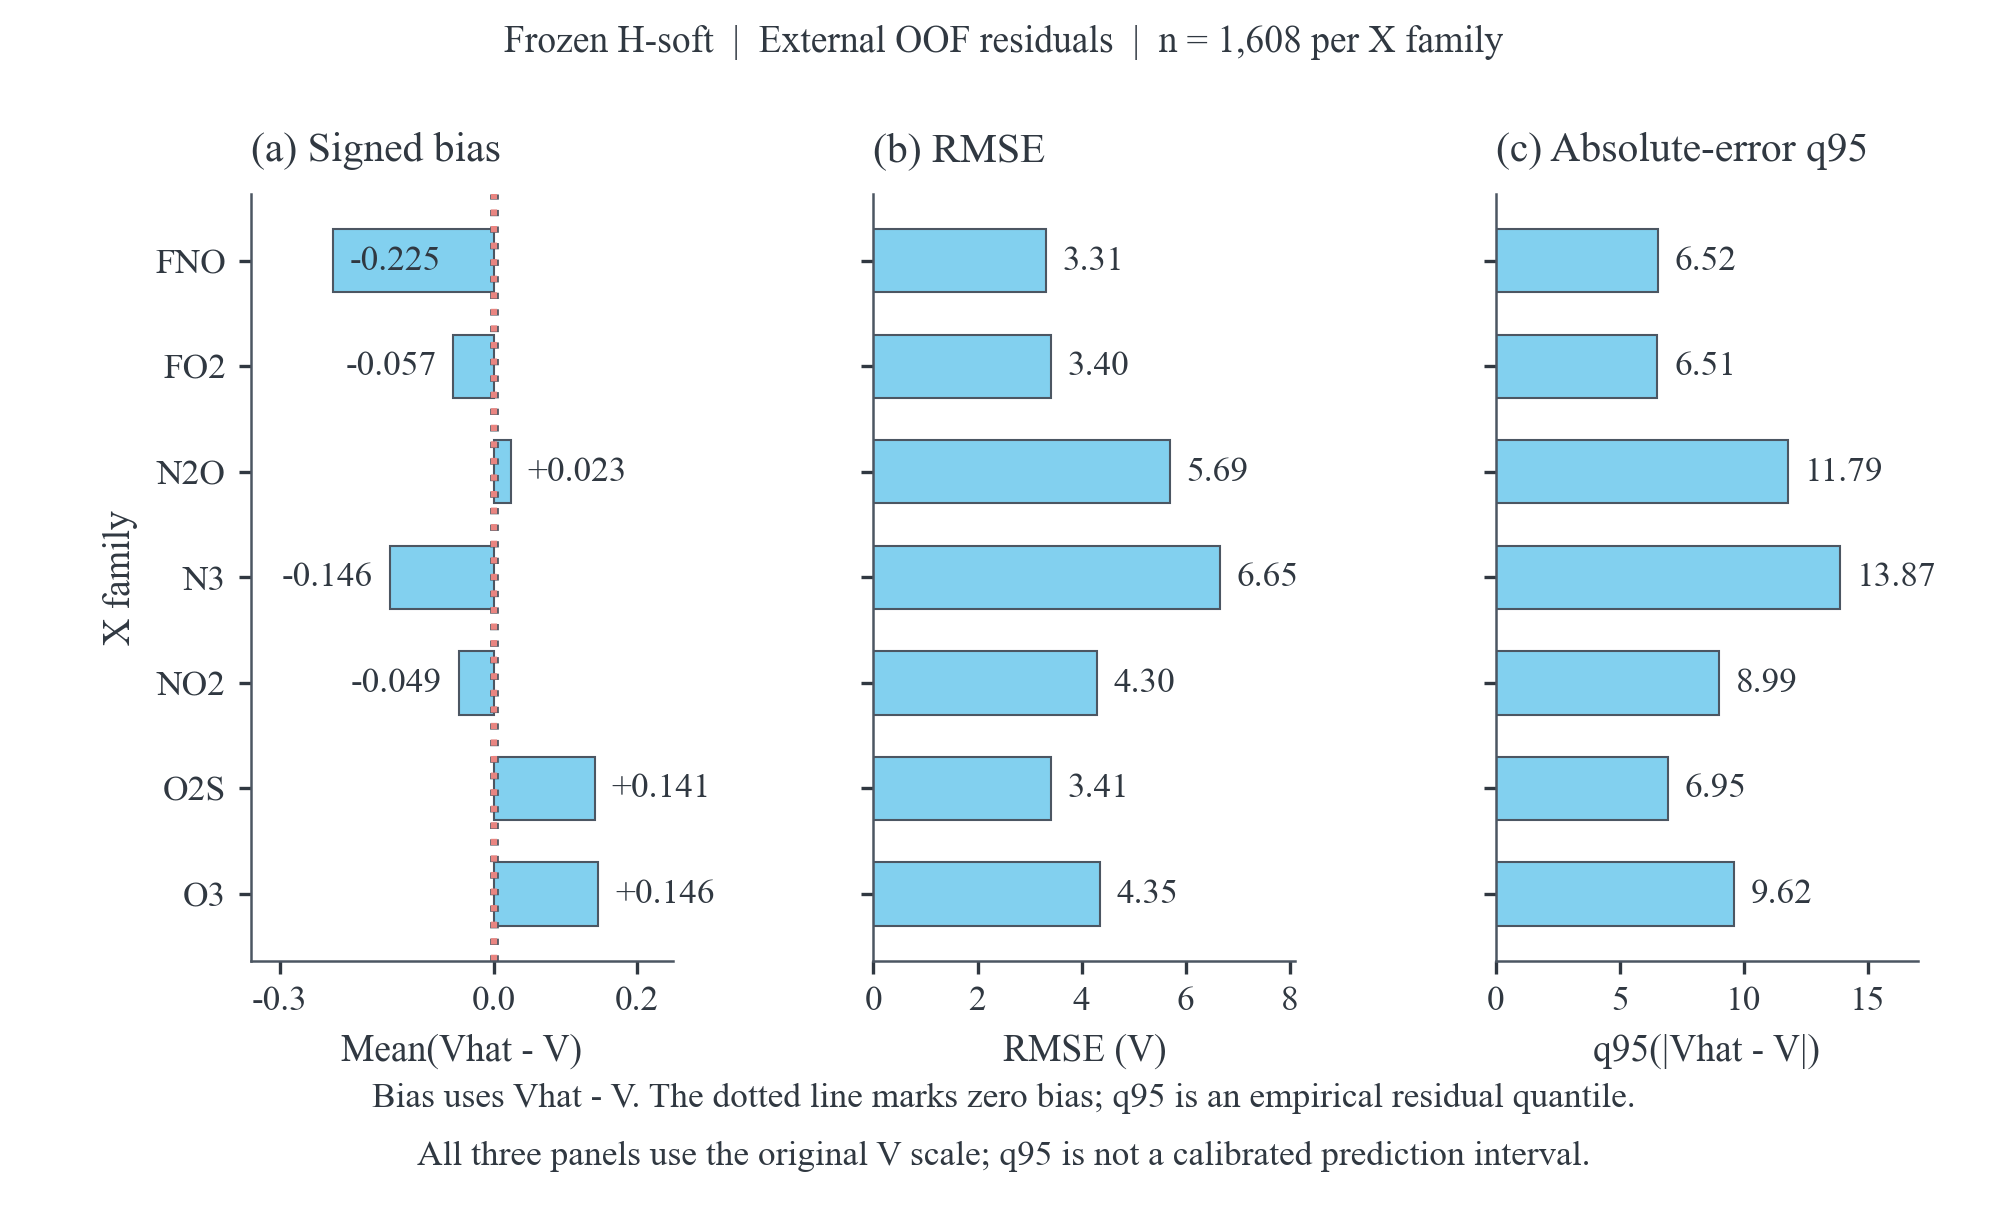 Frozen H-soft | External OOF residuals | n = 1,608 per X family
(a) Signed bias
X family
FNO
-0.225
FO2
-0.057
N2O
+0.023
N3
-0.146
NO2
-0.049
O2S
+0.141
O3
+0.146
-0.3 0.0 0.2
Mean(Vhat - V)
(b) RMSE
3.31
3.40
5.69
6.65
4.30
3.41
4.35
0 2 4 6 8
RMSE (V)
(c) Absolute-error q95
6.52
6.51
11.79
13.87
8.99
6.95
9.62
0 5 10 15
q95(|Vhat - V|)
Bias uses Vhat - V. The dotted line marks zero bias; q95 is an empirical residual quantile.
All three panels use the original V scale; q95 is not a calibrated prediction interval.